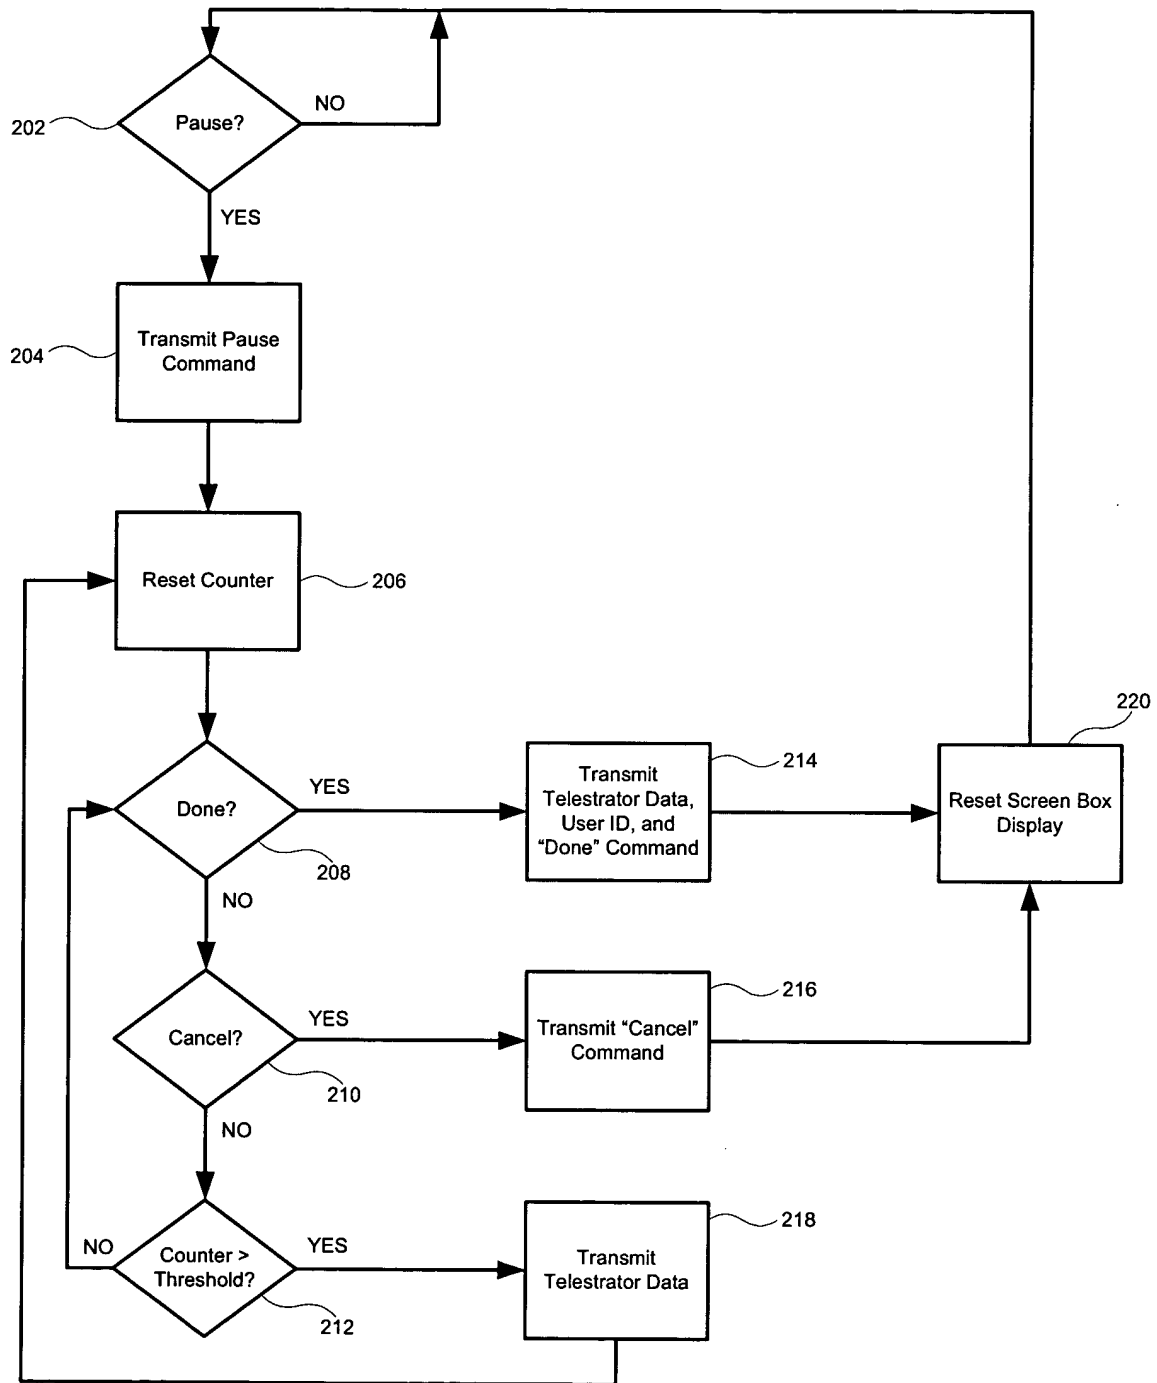 NO
Pause?
202
YES
Transmit Pause
Command
204
Reset Counter
206
220
Done?
YES
208
Transmit
Telestrator Data,
User ID, and
“Done” Command
214
Reset Screen Box
Display
NO
Cancel?
YES
210
Transmit “Cancel”
Command
216
NO
NO
Counter >
Threshold?
YES
212
Transmit
Telestrator Data
218